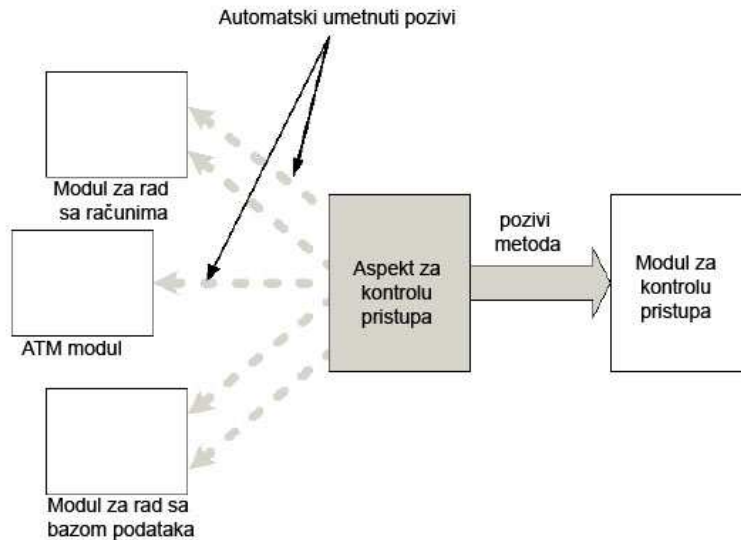 Automatski umetnuti pozivi
Modul za rad
sa računima
ATM modul
Modul za rad sa
bazom podataka
Aspekt za
kontrolu
pristupa
pozivi
metoda
Modul za
kontrolu
pristupa